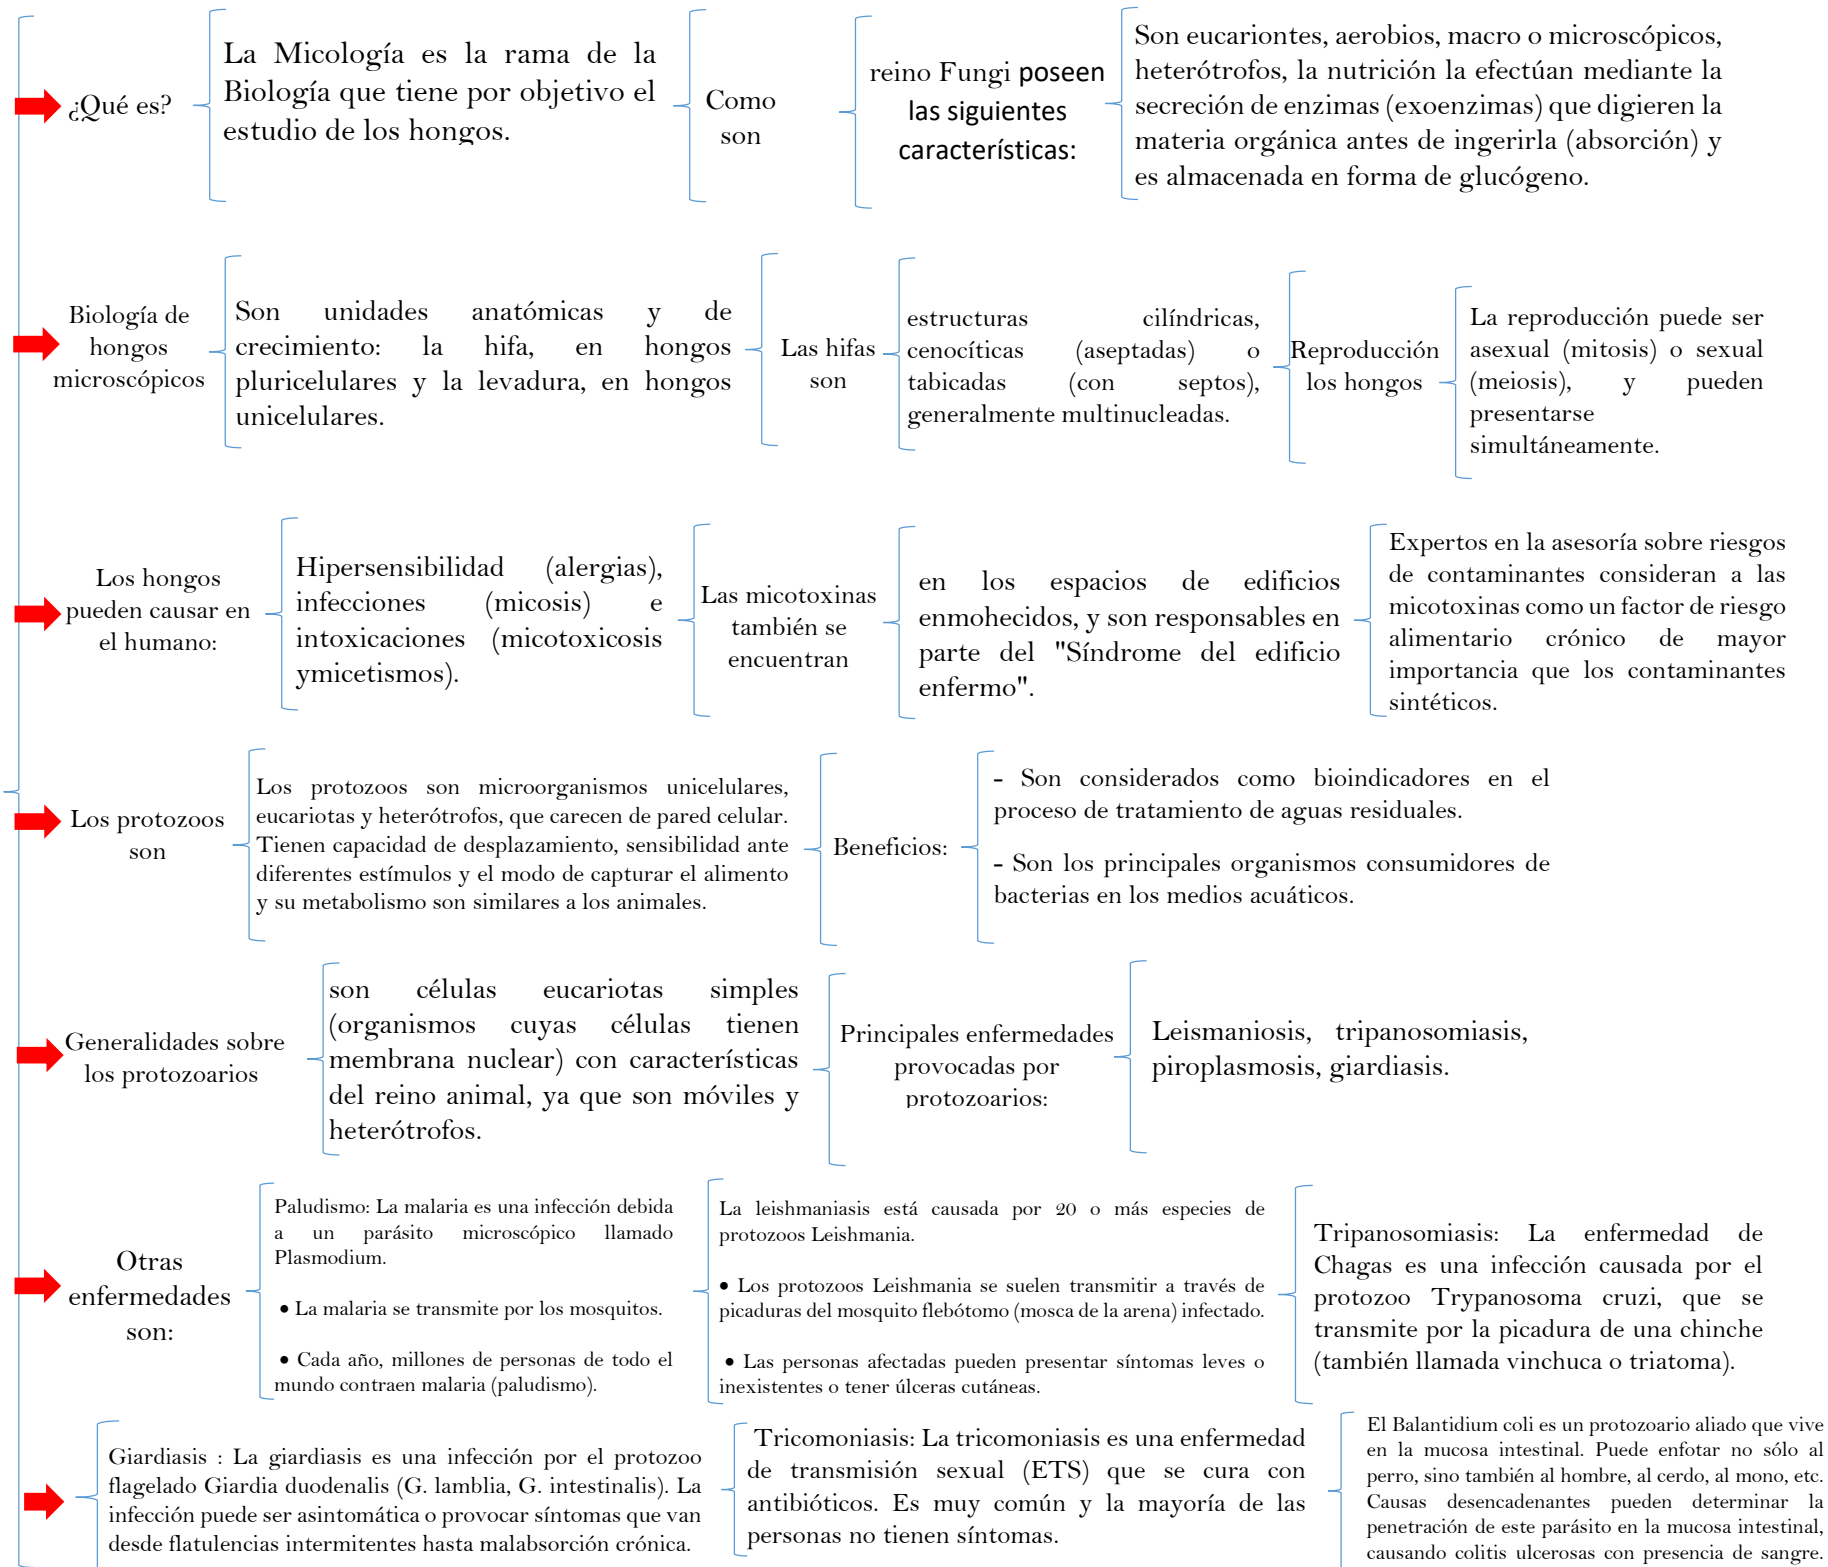 ¿Qué es?
La Micología es la rama de la
Biología que tiene por objetivo el
estudio de los hongos.
Como
son
reino Fungi poseen
las siguientes
características:
Son eucariontes, aerobios, macro o microscópicos,
heterótrofos, la nutrición la efectúan mediante la
secreción de enzimas (exoenzimas) que digieren la
materia orgánica antes de ingerirla (absorción) y
es almacenada en forma de glucógeno.
Biología de
hongos
microscópicos
Son unidades anatómicas y de
crecimiento: la hifa, en hongos
pluricelulares y la levadura, en hongos
unicelulares.
Las hifas
son
estructuras cilíndricas,
cenocíticas (aseptadas) o
tabicadas (con septos),
generalmente multinucleadas.
Reproducción
los hongos
La reproducción puede ser
asexual (mitosis) o sexual
(meiosis), y pueden
presentarse
simultáneamente.
Los hongos
pueden causar en
el humano:
Hipersensibilidad (alergias),
infecciones (micosis) e
intoxicaciones (micotoxicosis
ymicetismos).
Las micotoxinas
también se
encuentran
en los espacios de edificios
enmohecidos, y son responsables en
parte del "Síndrome del edificio
enfermo".
Expertos en la asesoría sobre riesgos
de contaminantes consideran a las
micotoxinas como un factor de riesgo
alimentario crónico de mayor
importancia que los contaminantes
sintéticos.
Los protozoos
son
Los protozoos son microorganismos unicelulares,
eucariotas y heterótrofos, que carecen de pared celular.
Tienen capacidad de desplazamiento, sensibilidad ante
diferentes estímulos y el modo de capturar el alimento
y su metabolismo son similares a los animales.
Beneficios:
- Son considerados como bioindicadores en el
proceso de tratamiento de aguas residuales.
- Son los principales organismos consumidores de
bacterias en los medios acuáticos.
Generalidades sobre
los protozoarios
son células eucariotas simples
(organismos cuyas células tienen
membrana nuclear) con características
del reino animal, ya que son móviles y
heterótrofos.
Principales enfermedades
provocadas por
protozoarios:
Leismaniosis, tripanosomiasis,
piroplasmosis, giardiasis.
Otras
enfermedades
son:
Paludismo: La malaria es una infección debida
a un parásito microscópico llamado
Plasmodium.
• La malaria se transmite por los mosquitos.
• Cada año, millones de personas de todo el
mundo contraen malaria (paludismo).
La leishmaniasis está causada por 20 o más especies de
protozoos Leishmania.
• Los protozoos Leishmania se suelen transmitir a través de
picaduras del mosquito flebótomo (mosca de la arena) infectado.
• Las personas afectadas pueden presentar síntomas leves o
inexistentes o tener úlceras cutáneas.
Tripanosomiasis: La enfermedad de
Chagas es una infección causada por el
protozoo Trypanosoma cruzi, que se
transmite por la picadura de una chinche
(también llamada vinchuca o triatoma).
Giardiasis : La giardiasis es una infección por el protozoo
flagelado Giardia duodenalis (G. lamblia, G. intestinalis). La
infección puede ser asintomática o provocar síntomas que van
desde flatulencias intermitentes hasta malabsorción crónica.
Tricomoniasis: La tricomoniasis es una enfermedad
de transmisión sexual (ETS) que se cura con
antibióticos. Es muy común y la mayoría de las
personas no tienen síntomas.
El Balantidium coli es un protozoario aliado que vive
en la mucosa intestinal. Puede enfotar no sólo al
perro, sino también al hombre, al cerdo, al mono, etc.
Causas desencadenantes pueden determinar la
penetración de este parásito en la mucosa intestinal,
causando colitis ulcerosas con presencia de sangre.